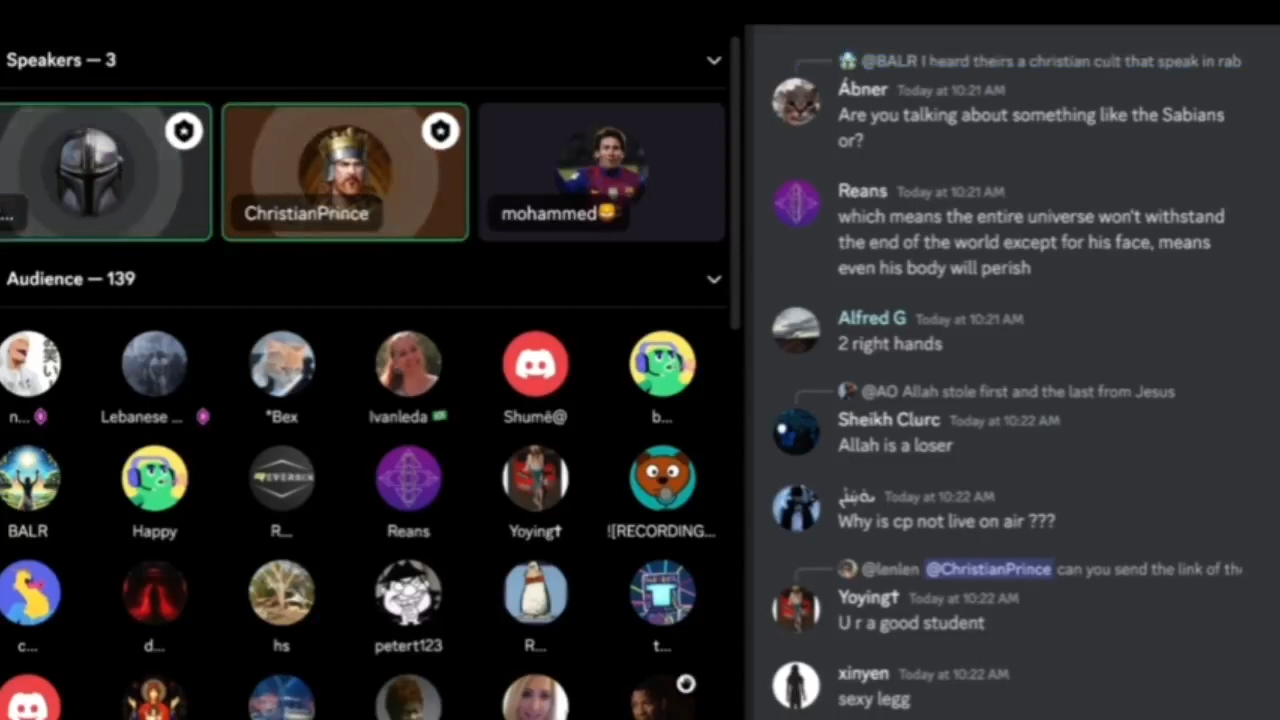 Speakers — 3
...
ChristianPrince
mohammed
Audience — 139
n...
Lebanese ...
*Bex
Ivanleda
Shumë@
b...
BALR
Happy
R...
Reans
Yoying✝
![RECORDING...
c...
d...
hs
petert123
R...
t...
@BALR I heard theirs a christian cult that speak in rab
Ábner Today at 10:21 AM
Are you talking about something like the Sabians
or?
Reans Today at 10:21 AM
which means the entire universe won't withstand
the end of the world except for his face, means
even his body will perish
Alfred G Today at 10:21 AM
2 right hands
@AO Allah stole first and the last from Jesus
Sheikh Clurc Today at 10:22 AM
Allah is a loser
Today at 10:22 AM
Why is cp not live on air ???
@lenlen @ChristianPrince can you send the link of the
Yoying✝ Today at 10:22 AM
U r a good student
xinyen Today at 10:22 AM
sexy legg